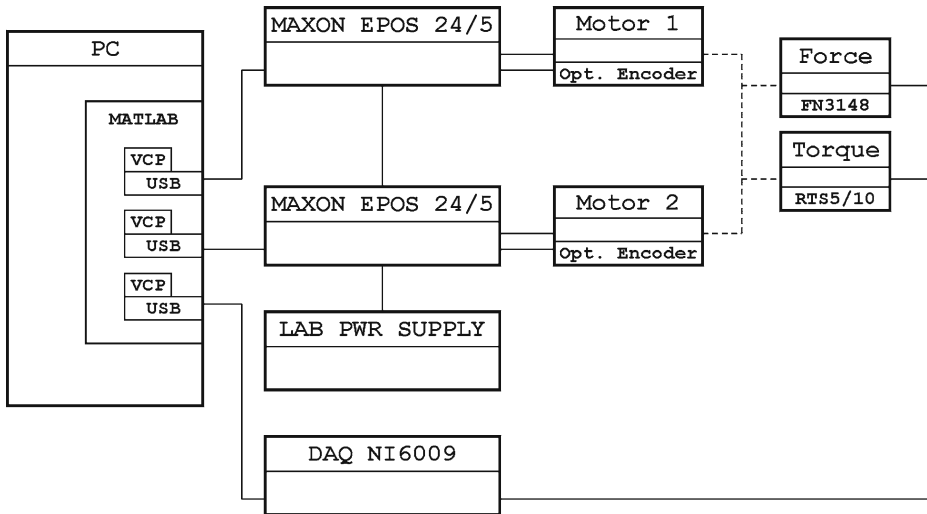 PC
MATLAB
VCP
USB
VCP
USB
VCP
USB
MAXON EPOS 24/5
MAXON EPOS 24/5
LAB PWR SUPPLY
DAQ NI6009
Motor 1
Opt. Encoder
Motor 2
Opt. Encoder
Force
FN3148
Torque
RTS5/10